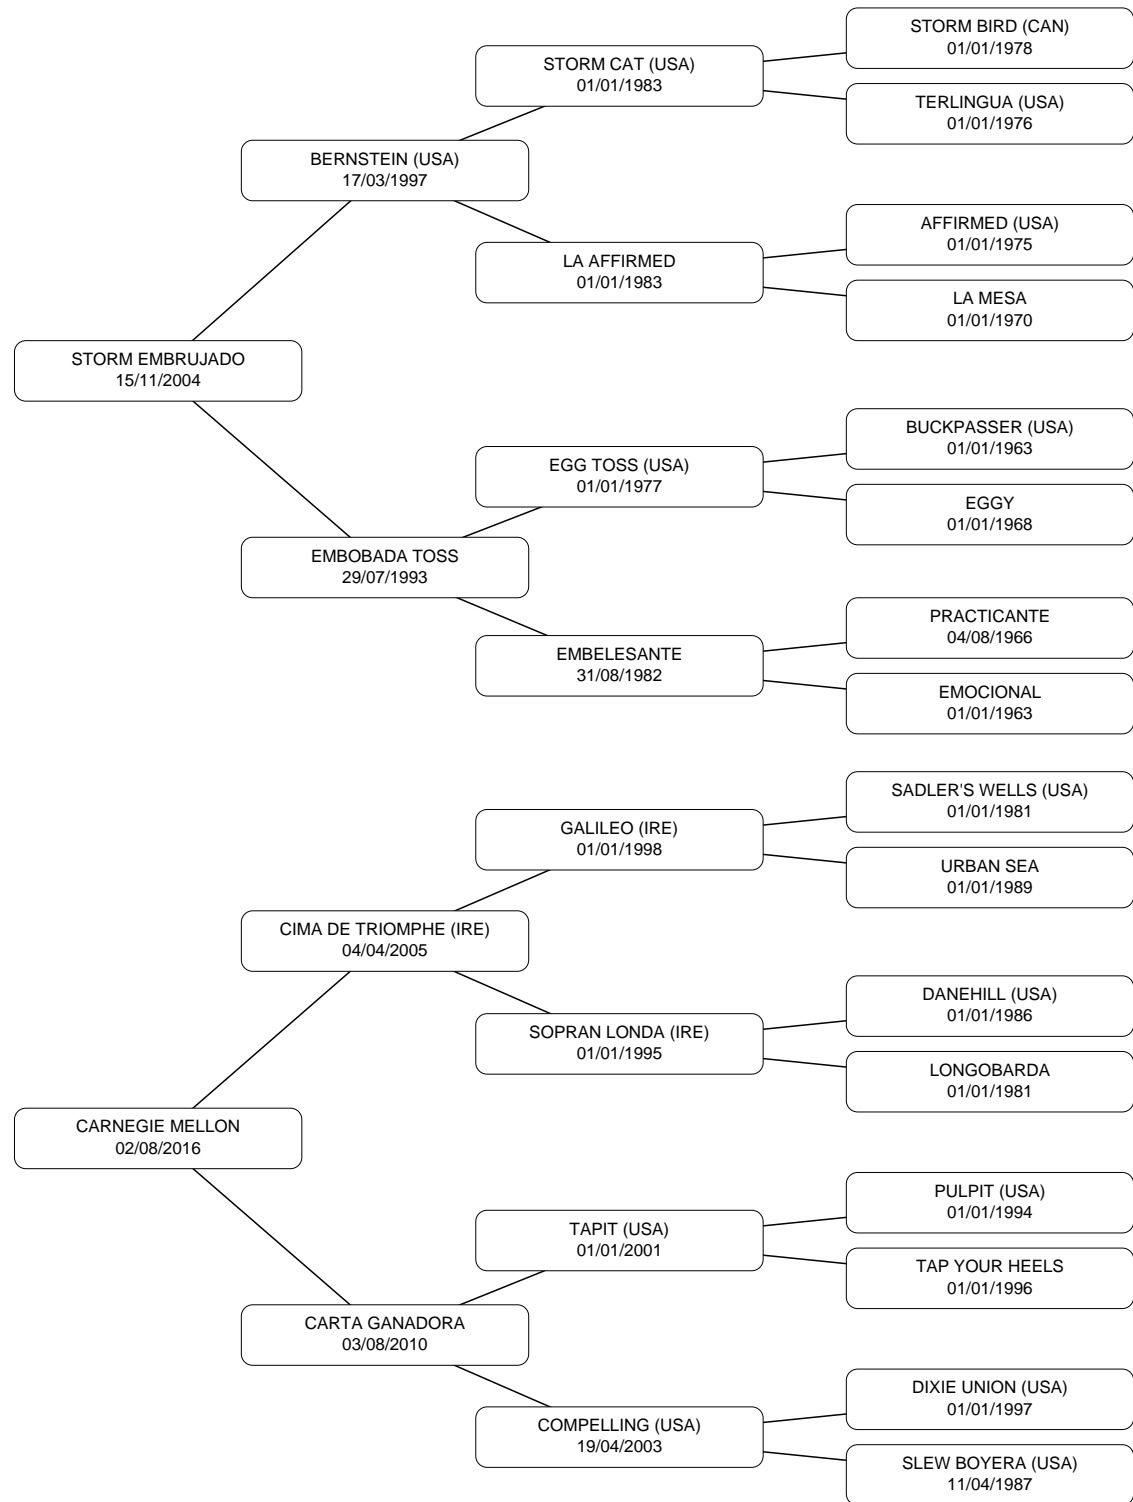 STORM BIRD (CAN)
01/01/1978
STORM CAT (USA)
01/01/1983
TERLINGUA (USA)
01/01/1976
BERNSTEIN (USA)
17/03/1997
AFFIRMED (USA)
01/01/1975
LA AFFIRMED
01/01/1983
LA MESA
01/01/1970
STORM EMBRUJADO
15/11/2004
BUCKPASSER (USA)
01/01/1963
EGG TOSS (USA)
01/01/1977
EGGY
01/01/1968
EMBOBADA TOSS
29/07/1993
PRACTICANTE
04/08/1966
EMBELESANTE
31/08/1982
EMOCIONAL
01/01/1963
SADLER'S WELLS (USA)
01/01/1981
GALILEO (IRE)
01/01/1998
URBAN SEA
01/01/1989
CIMA DE TRIOMPHE (IRE)
04/04/2005
DANEHILL (USA)
01/01/1986
SOPRAN LONDA (IRE)
01/01/1995
LONGOBARDA
01/01/1981
CARNEGIE MELLON
02/08/2016
PULPIT (USA)
01/01/1994
TAPIT (USA)
01/01/2001
TAP YOUR HEELS
01/01/1996
CARTA GANADORA
03/08/2010
DIXIE UNION (USA)
01/01/1997
COMPELLING (USA)
19/04/2003
SLEW BOYERA (USA)
11/04/1987